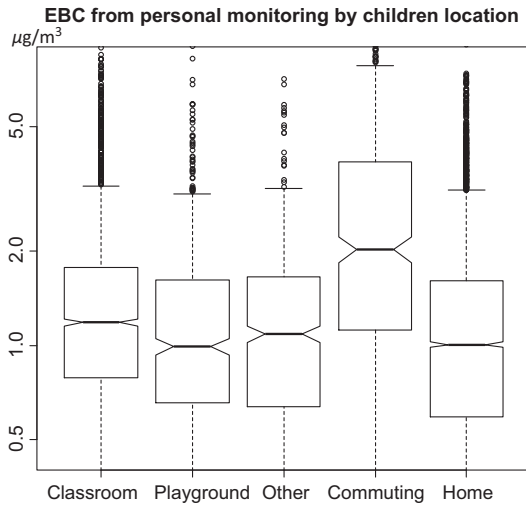 EBC from personal monitoring by children location
μg/m³
5.0
2.0
1.0
0.5
Classroom Playground Other Commuting Home